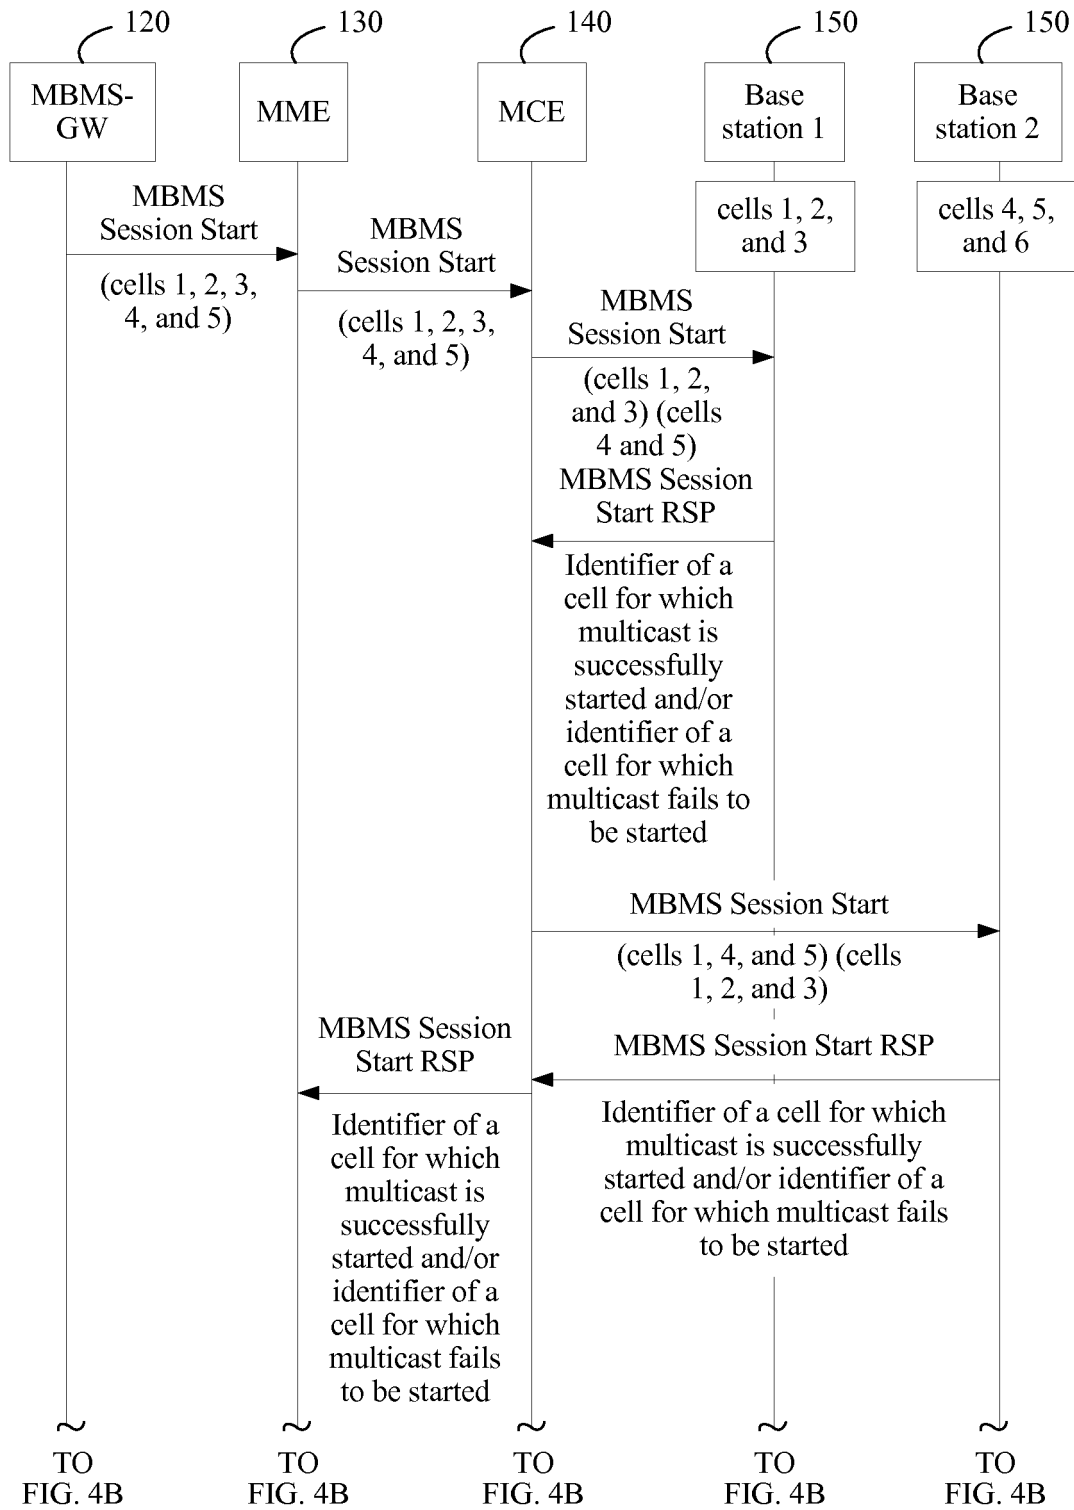 120
130
140
150
150
MBMS-
GW
MME
MCE
Base
station 1
Base
station 2
cells 1, 2,
and 3
cells 4, 5,
and 6
MBMS
Session Start
(cells 1, 2, 3,
4, and 5)
MBMS
Session Start
(cells 1, 2, 3,
4, and 5)
MBMS
Session Start
(cells 1, 2,
and 3) (cells
4 and 5)
MBMS Session
Start RSP
Identifier of a
cell for which
multicast is
successfully
started and/or
identifier of a
cell for which
multicast fails to
be started
MBMS Session Start
(cells 1, 4, and 5) (cells
1, 2, and 3)
MBMS Session Start RSP
Identifier of a cell for which
multicast is successfully
started and/or identifier of a
cell for which multicast fails
to be started
MBMS Session
Start RSP
Identifier of a
cell for which
multicast is
successfully
started and/or
identifier of a
cell for which
multicast fails
to be started
TO
FIG. 4B
TO
FIG. 4B
TO
FIG. 4B
TO
FIG. 4B
TO
FIG. 4B